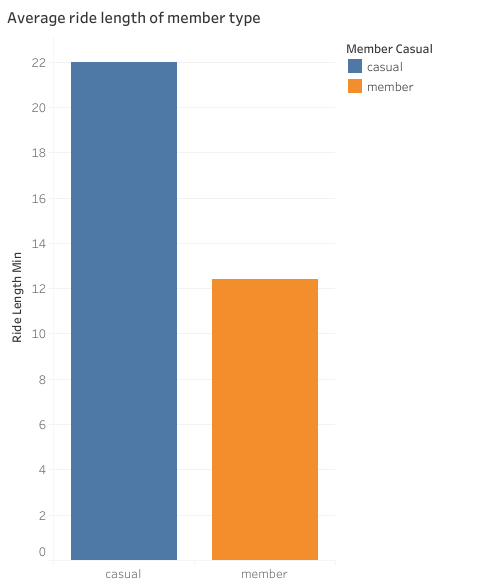 Average ride length of member type
Member Casual
casual
member
Ride Length Min
22
20
18
16
14
12
10
8
6
4
2
0
casual
member